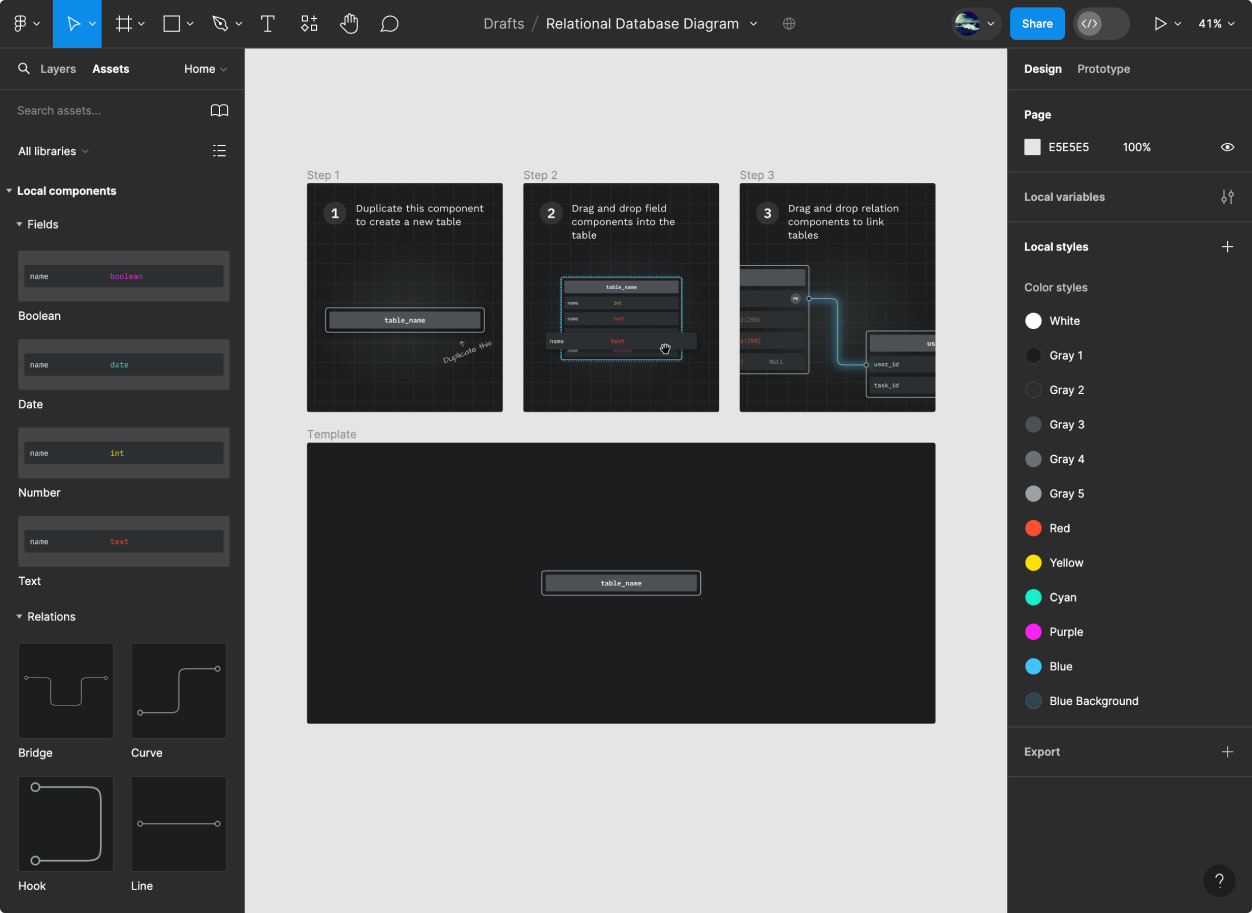 Drafts / Relational Database Diagram
Share
41%
Layers Assets Home
Search assets...
All libraries
Local components
Fields
name boolean
Boolean
name date
Date
name int
Number
name text
Text
Relations
Bridge Curve
Hook Line
Step 1
1 Duplicate this component
to create a new table
table_name
Duplicate this
Step 2
2 Drag and drop field
components into the
table
table_name
name int
name text
name text
name boolean
Step 3
3 Drag and drop relation
components to link
tables
PK
r(250)
r(250)
) NULL
us
user_id
task_id
Template
table_name
Design Prototype
Page
E5E5E5 100%
Local variables
Local styles
Color styles
White
Gray 1
Gray 2
Gray 3
Gray 4
Gray 5
Red
Yellow
Cyan
Purple
Blue
Blue Background
Export
?